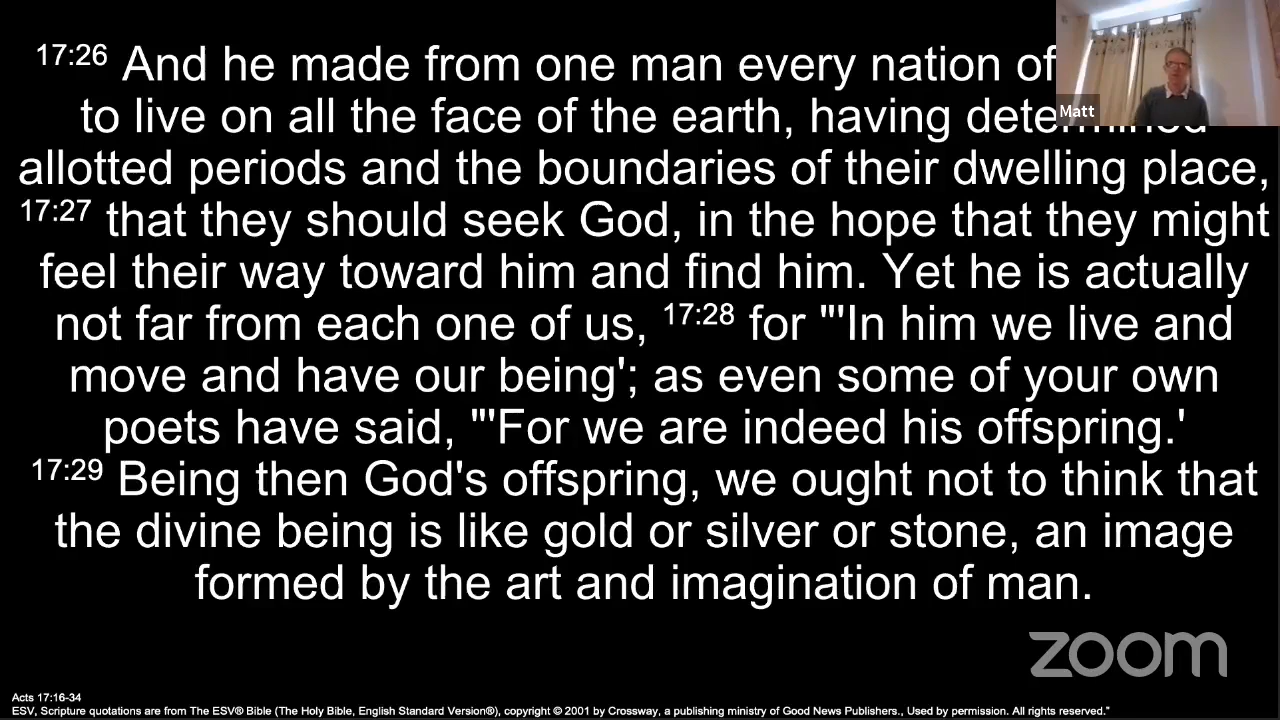 17:26 And he made from one man every nation of
to live on all the face of the earth, having determined
allotted periods and the boundaries of their dwelling place,
17:27 that they should seek God, in the hope that they might
feel their way toward him and find him. Yet he is actually
not far from each one of us, 17:28 for "'In him we live and
move and have our being'; as even some of your own
poets have said, "'For we are indeed his offspring.'
17:29 Being then God's offspring, we ought not to think that
the divine being is like gold or silver or stone, an image
formed by the art and imagination of man.
Matt
zoom
Acts 17:16-34
ESV, Scripture quotations are from The ESV® Bible (The Holy Bible, English Standard Version®), copyright © 2001 by Crossway, a publishing ministry of Good News Publishers., Used by permission. All rights reserved."